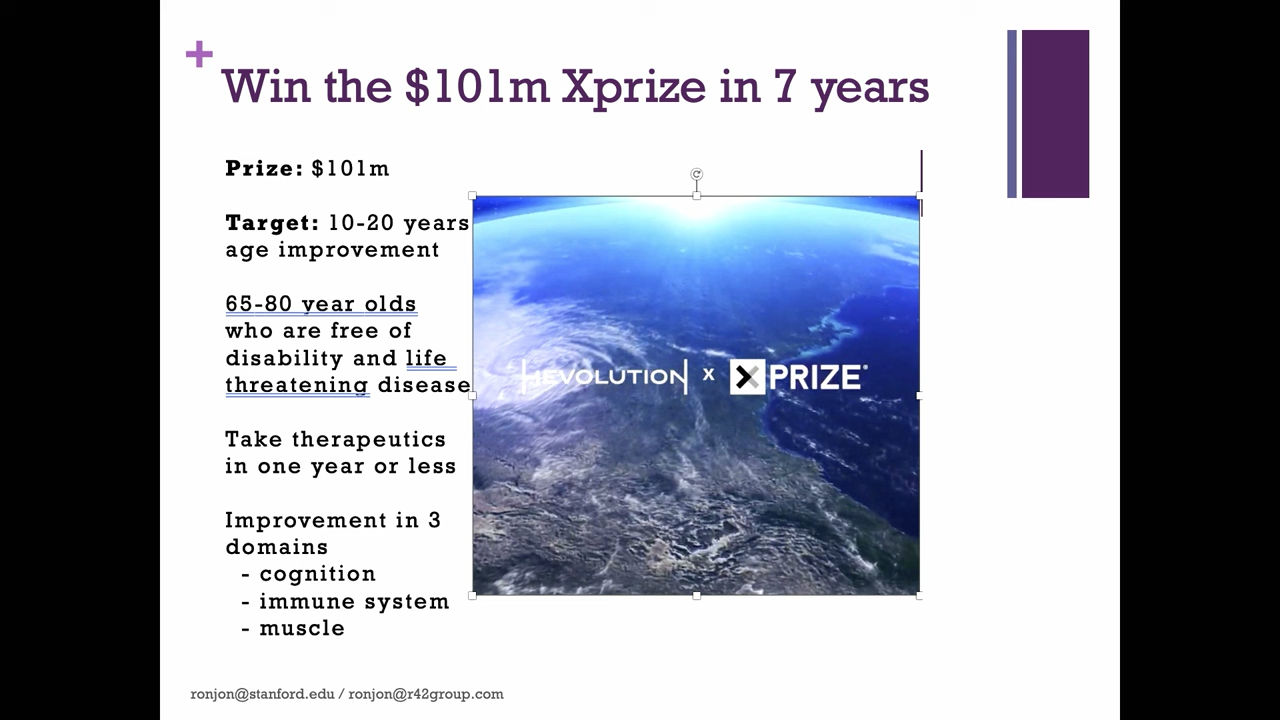 +
Win the $101m Xprize in 7 years
Prize: $101m
Target: 10-20 years
age improvement
65-80 year olds
who are free of
disability and life
threatening disease
Take therapeutics
in one year or less
Improvement in 3
domains
- cognition
- immune system
- muscle
HEVOLUTION x XPRIZE®
ronjon@stanford.edu / ronjon@r42group.com